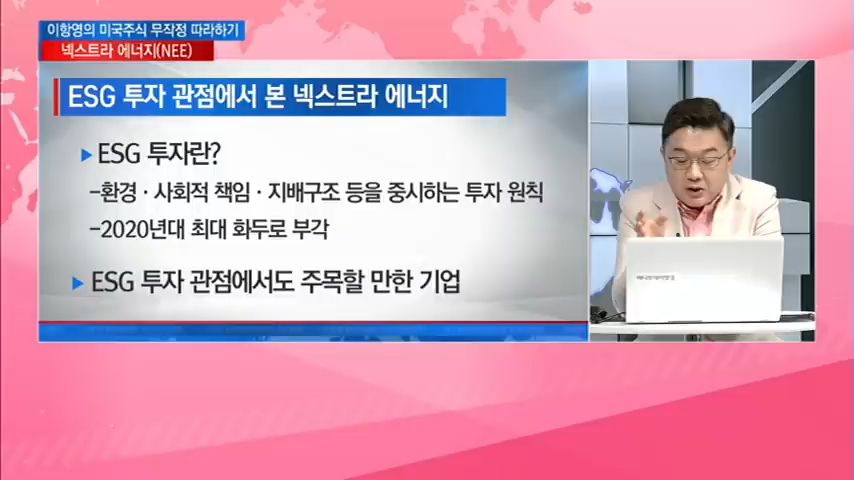 이항영의 미국주식 무작정 따라하기
넥스트라 에너지(NEE)
ESG 투자 관점에서 본 넥스트라 에너지
▶ ESG 투자란?
-환경·사회적 책임·지배구조 등을 중시하는 투자 원칙
-2020년대 최대 화두로 부각
▶ ESG 투자 관점에서도 주목할 만한 기업